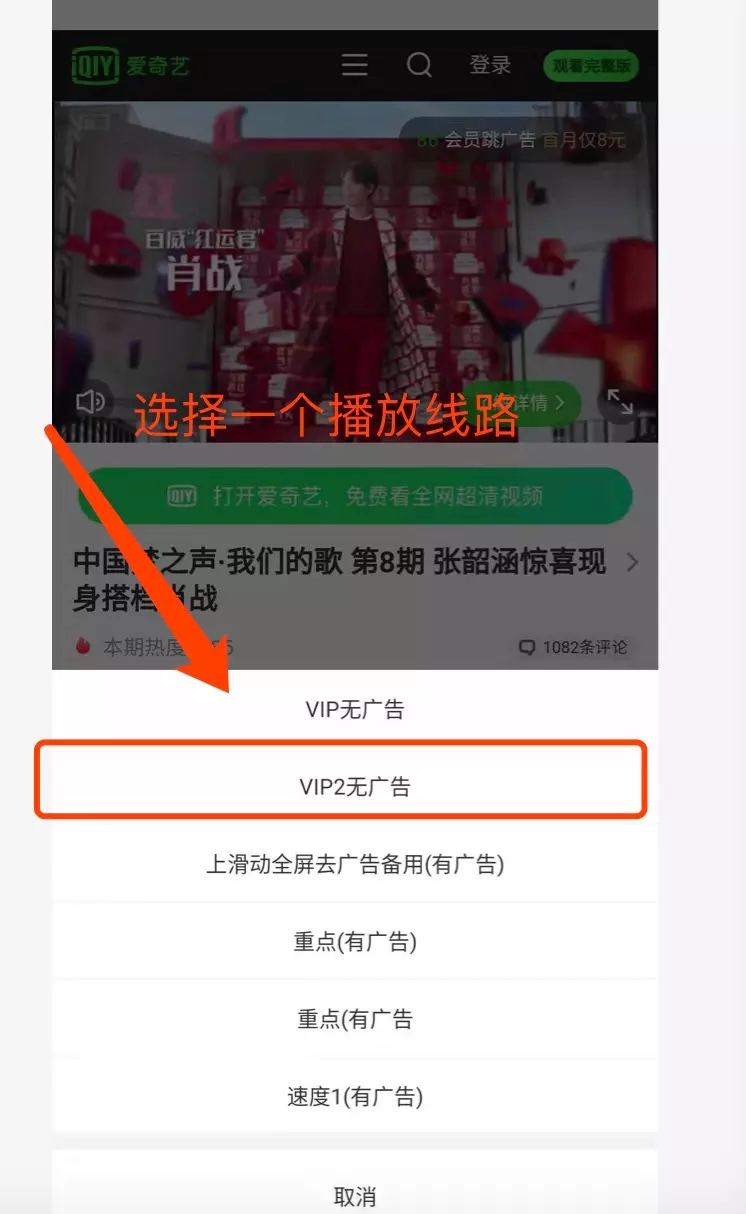 iQIYI 爱奇艺
登录
观看完整版
会员跳广告 首月仅8元
百威“红运官”
肖战
详情
选择一个播放线路
iQIYI 打开爱奇艺,免费看全网超清视频
中国梦之声·我们的歌 第8期 张韶涵惊喜现
身搭档肖战
本期热度
1082条评论
VIP无广告
VIP2无广告
上滑动全屏去广告备用(有广告)
重点(有广告)
重点(有广告
速度1(有广告)
取消